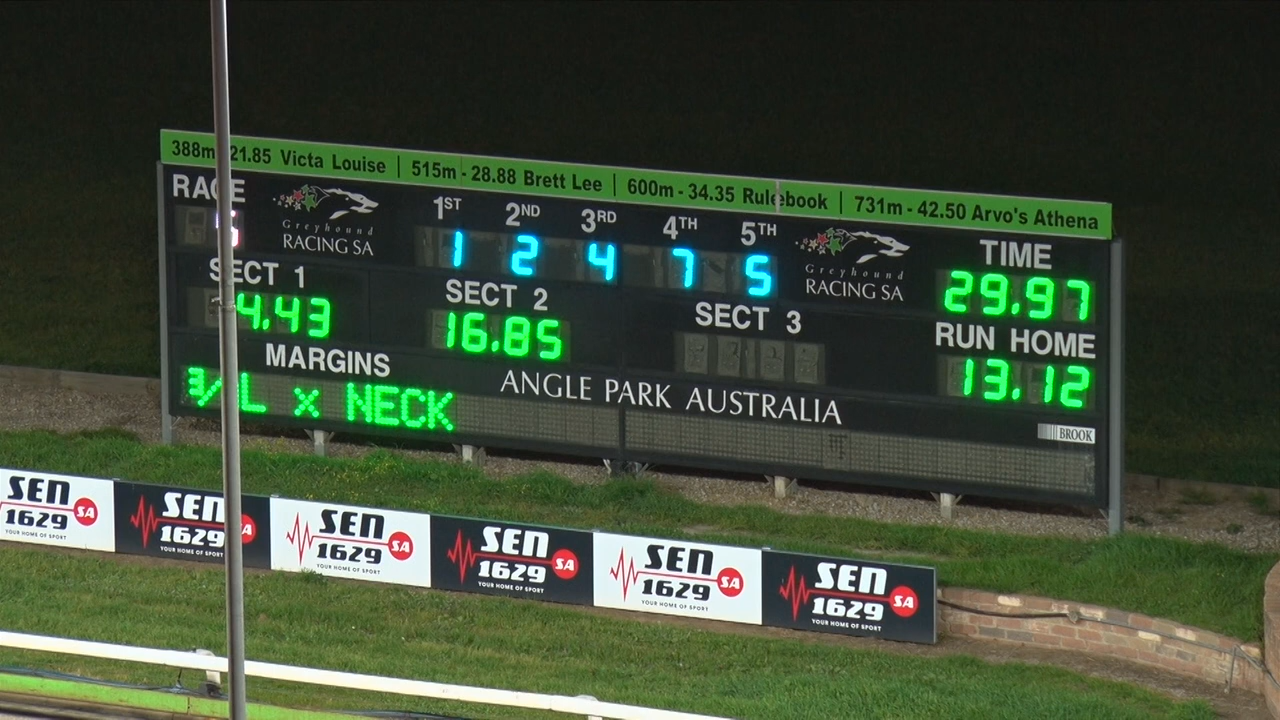 388m 21.85 Victa Louise | 515m - 28.88 Brett Lee | 600m - 34.35 Rulebook | 731m - 42.50 Arvo's Athena
RACE
Greyhound
RACING SA
1ST 2ND 3RD 4TH 5TH
1 2 4 7 5
Greyhound
RACING SA
TIME
29.97
SECT 1
4.43
SECT 2
16.85
SECT 3
RUN HOME
13.12
MARGINS
L x NECK
ANGLE PARK AUSTRALIA
BROOK
SEN
1629 SA
YOUR HOME OF SPORT
SEN
1629 SA
YOUR HOME OF SPORT
SEN
1629 SA
YOUR HOME OF SPORT
SEN
1629 SA
YOUR HOME OF SPORT
SEN
1629 SA
YOUR HOME OF SPORT
SEN
1629 SA
YOUR HOME OF SPORT